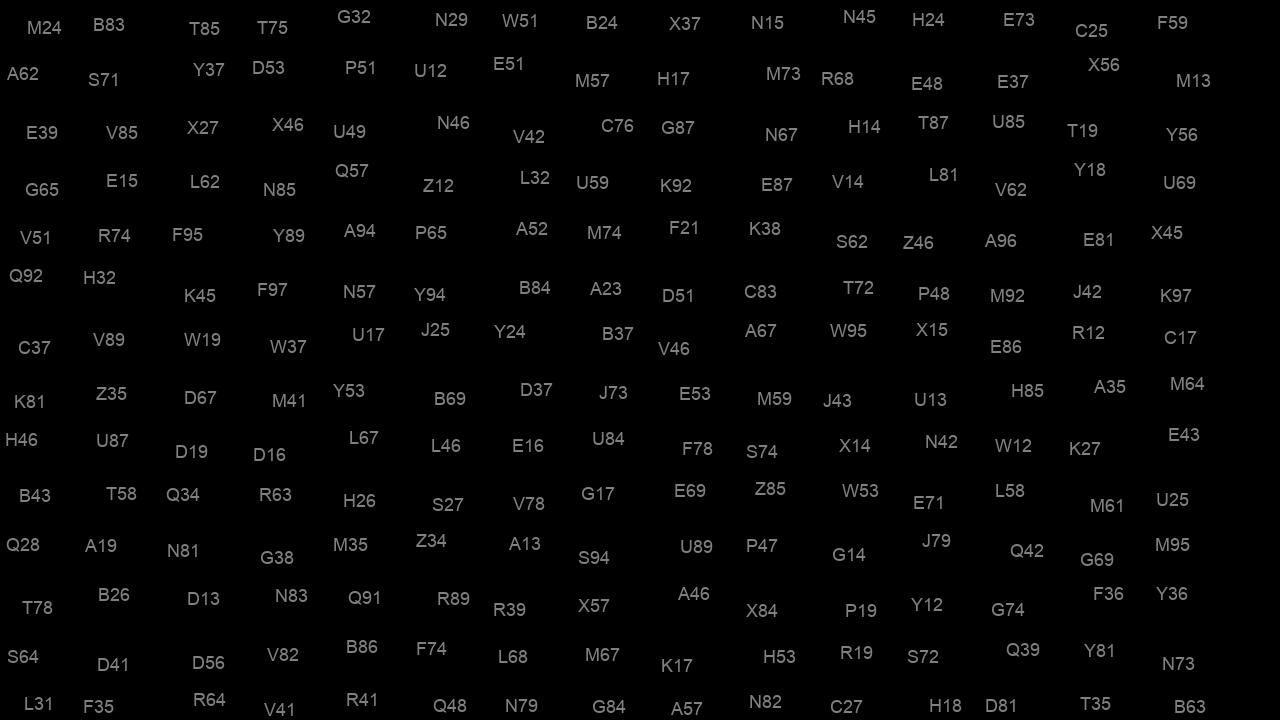 M24 B83 T85 T75 G32 N29 W51 B24 X37 N15 N45 H24 E73 C25 F59
A62 S71 Y37 D53 P51 U12 E51 M57 H17 M73 R68 E48 E37 X56 M13
E39 V85 X27 X46 U49 N46 V42 C76 G87 N67 H14 T87 U85 T19 Y56
G65 E15 L62 N85 Q57 Z12 L32 U59 K92 E87 V14 L81 V62 Y18 U69
V51 R74 F95 Y89 A94 P65 A52 M74 F21 K38 S62 Z46 A96 E81 X45
Q92 H32 K45 F97 N57 Y94 B84 A23 D51 C83 T72 P48 M92 J42 K97
C37 V89 W19 W37 U17 J25 Y24 B37 V46 A67 W95 X15 E86 R12 C17
K81 Z35 D67 M41 Y53 B69 D37 J73 E53 M59 J43 U13 H85 A35 M64
H46 U87 D19 D16 L67 L46 E16 U84 F78 S74 X14 N42 W12 K27 E43
B43 T58 Q34 R63 H26 S27 V78 G17 E69 Z85 W53 E71 L58 M61 U25
Q28 A19 N81 G38 M35 Z34 A13 S94 U89 P47 G14 J79 Q42 G69 M95
T78 B26 D13 N83 Q91 R89 R39 X57 A46 X84 P19 Y12 G74 F36 Y36
S64 D41 D56 V82 B86 F74 L68 M67 K17 H53 R19 S72 Q39 Y81 N73
L31 F35 R64 V41 R41 Q48 N79 G84 A57 N82 C27 H18 D81 T35 B63